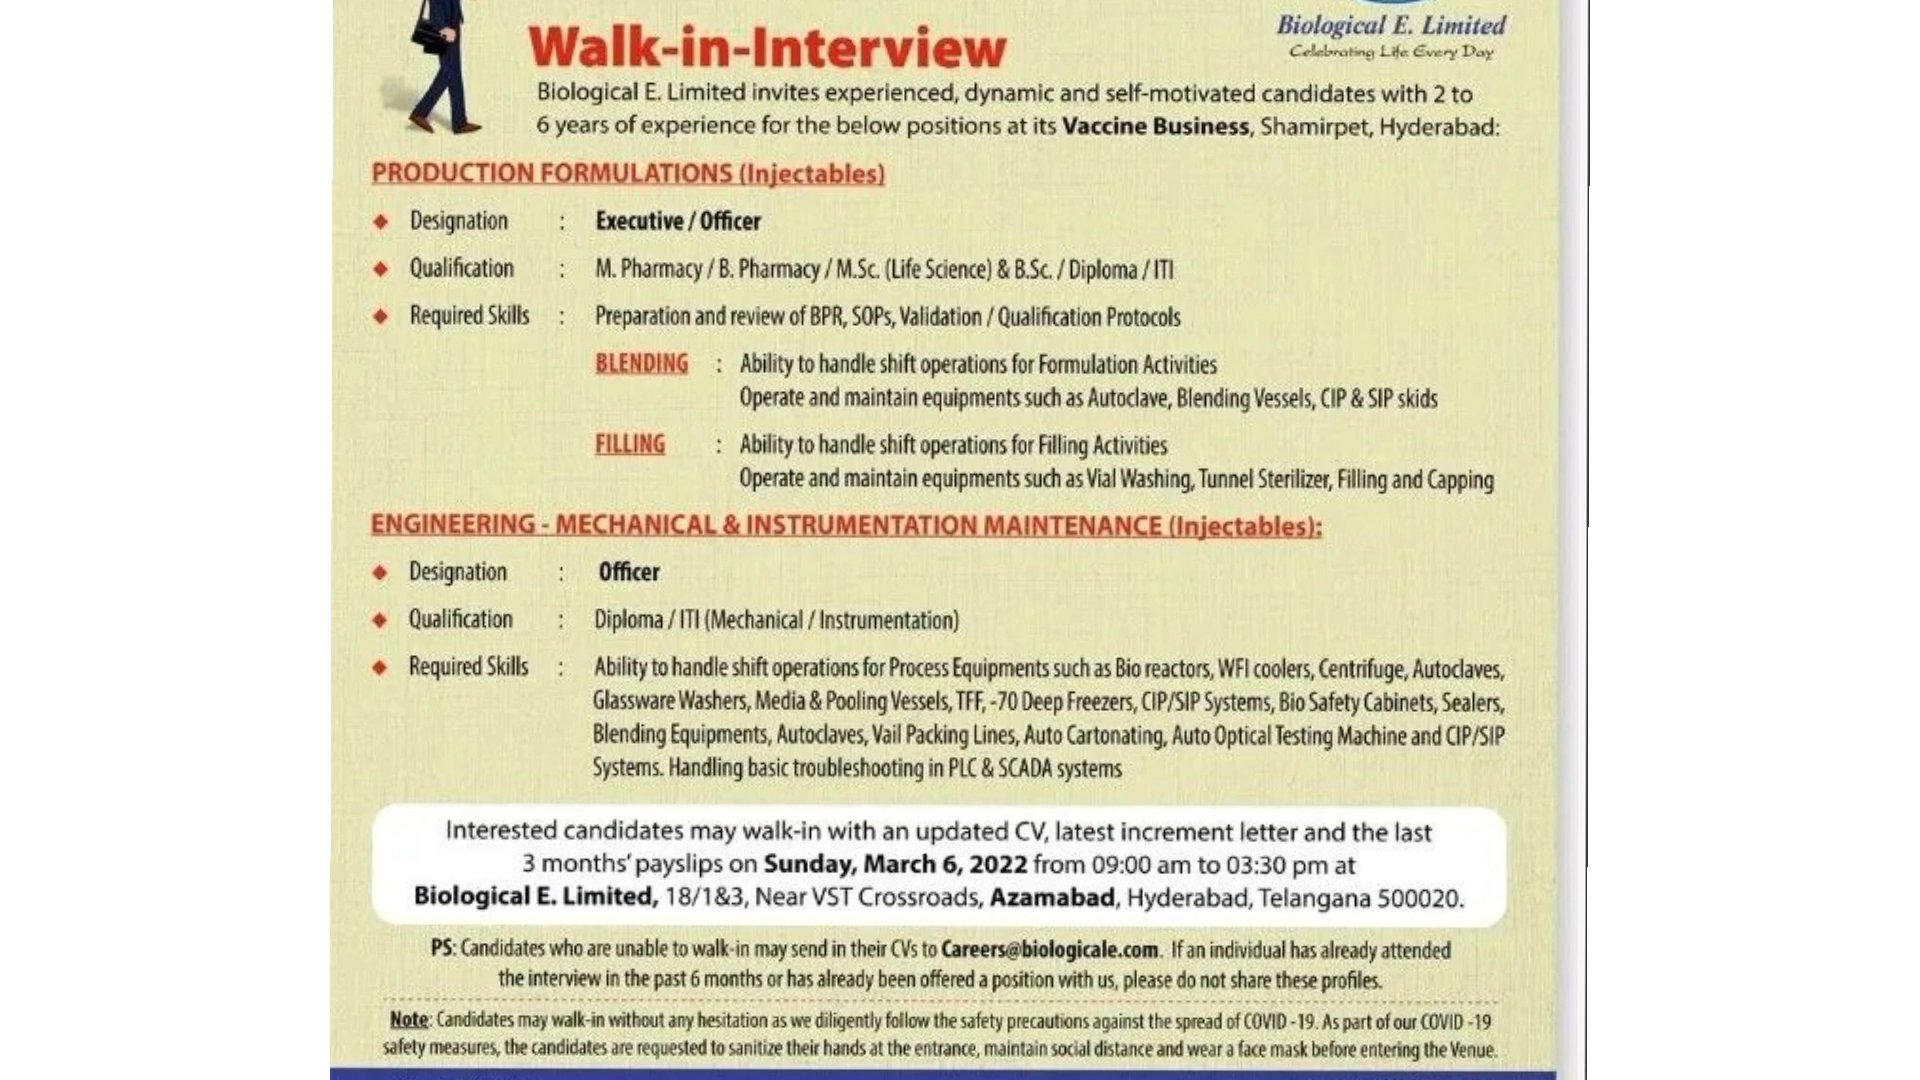 Biological E. Limited
Celebrating Life Every Day
Walk-in-Interview
Biological E. Limited invites experienced, dynamic and self-motivated candidates with 2 to
6 years of experience for the below positions at its Vaccine Business, Shamirpet, Hyderabad:
PRODUCTION FORMULATIONS (Injectables)
◆ Designation : Executive / Officer
◆ Qualification : M. Pharmacy / B. Pharmacy / M.Sc. (Life Science) & B.Sc. / Diploma / ITI
◆ Required Skills : Preparation and review of BPR, SOPs, Validation / Qualification Protocols
BLENDING : Ability to handle shift operations for Formulation Activities
Operate and maintain equipments such as Autoclave, Blending Vessels, CIP & SIP skids
FILLING : Ability to handle shift operations for Filling Activities
Operate and maintain equipments such as Vial Washing, Tunnel Sterilizer, Filling and Capping
ENGINEERING - MECHANICAL & INSTRUMENTATION MAINTENANCE (Injectables):
◆ Designation : Officer
◆ Qualification : Diploma / ITI (Mechanical / Instrumentation)
◆ Required Skills : Ability to handle shift operations for Process Equipments such as Bio reactors, WFI coolers, Centrifuge, Autoclaves,
Glassware Washers, Media & Pooling Vessels, TFF, -70 Deep Freezers, CIP/SIP Systems, Bio Safety Cabinets, Sealers,
Blending Equipments, Autoclaves, Vail Packing Lines, Auto Cartonating, Auto Optical Testing Machine and CIP/SIP
Systems. Handling basic troubleshooting in PLC & SCADA systems
Interested candidates may walk-in with an updated CV, latest increment letter and the last
3 months' payslips on Sunday, March 6, 2022 from 09:00 am to 03:30 pm at
Biological E. Limited, 18/1&3, Near VST Crossroads, Azamabad, Hyderabad, Telangana 500020.
PS: Candidates who are unable to walk-in may send in their CVs to Careers@biologicale.com. If an individual has already attended
the interview in the past 6 months or has already been offered a position with us, please do not share these profiles.
Note: Candidates may walk-in without any hesitation as we diligently follow the safety precautions against the spread of COVID -19. As part of our COVID -19
safety measures, the candidates are requested to sanitize their hands at the entrance, maintain social distance and wear a face mask before entering the Venue.